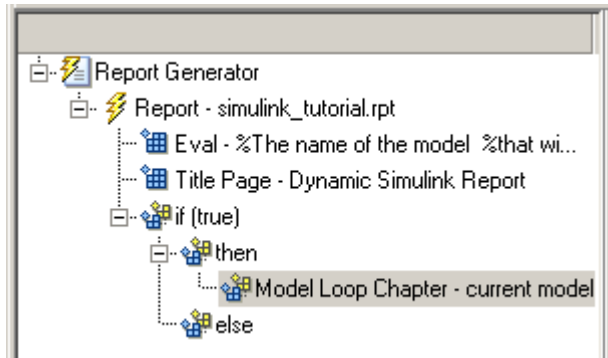 Report Generator
Report - simulink_tutorial.rpt
Eval - %The name of the model %that wi...
Title Page - Dynamic Simulink Report
if (true)
then
Model Loop Chapter - current model
else